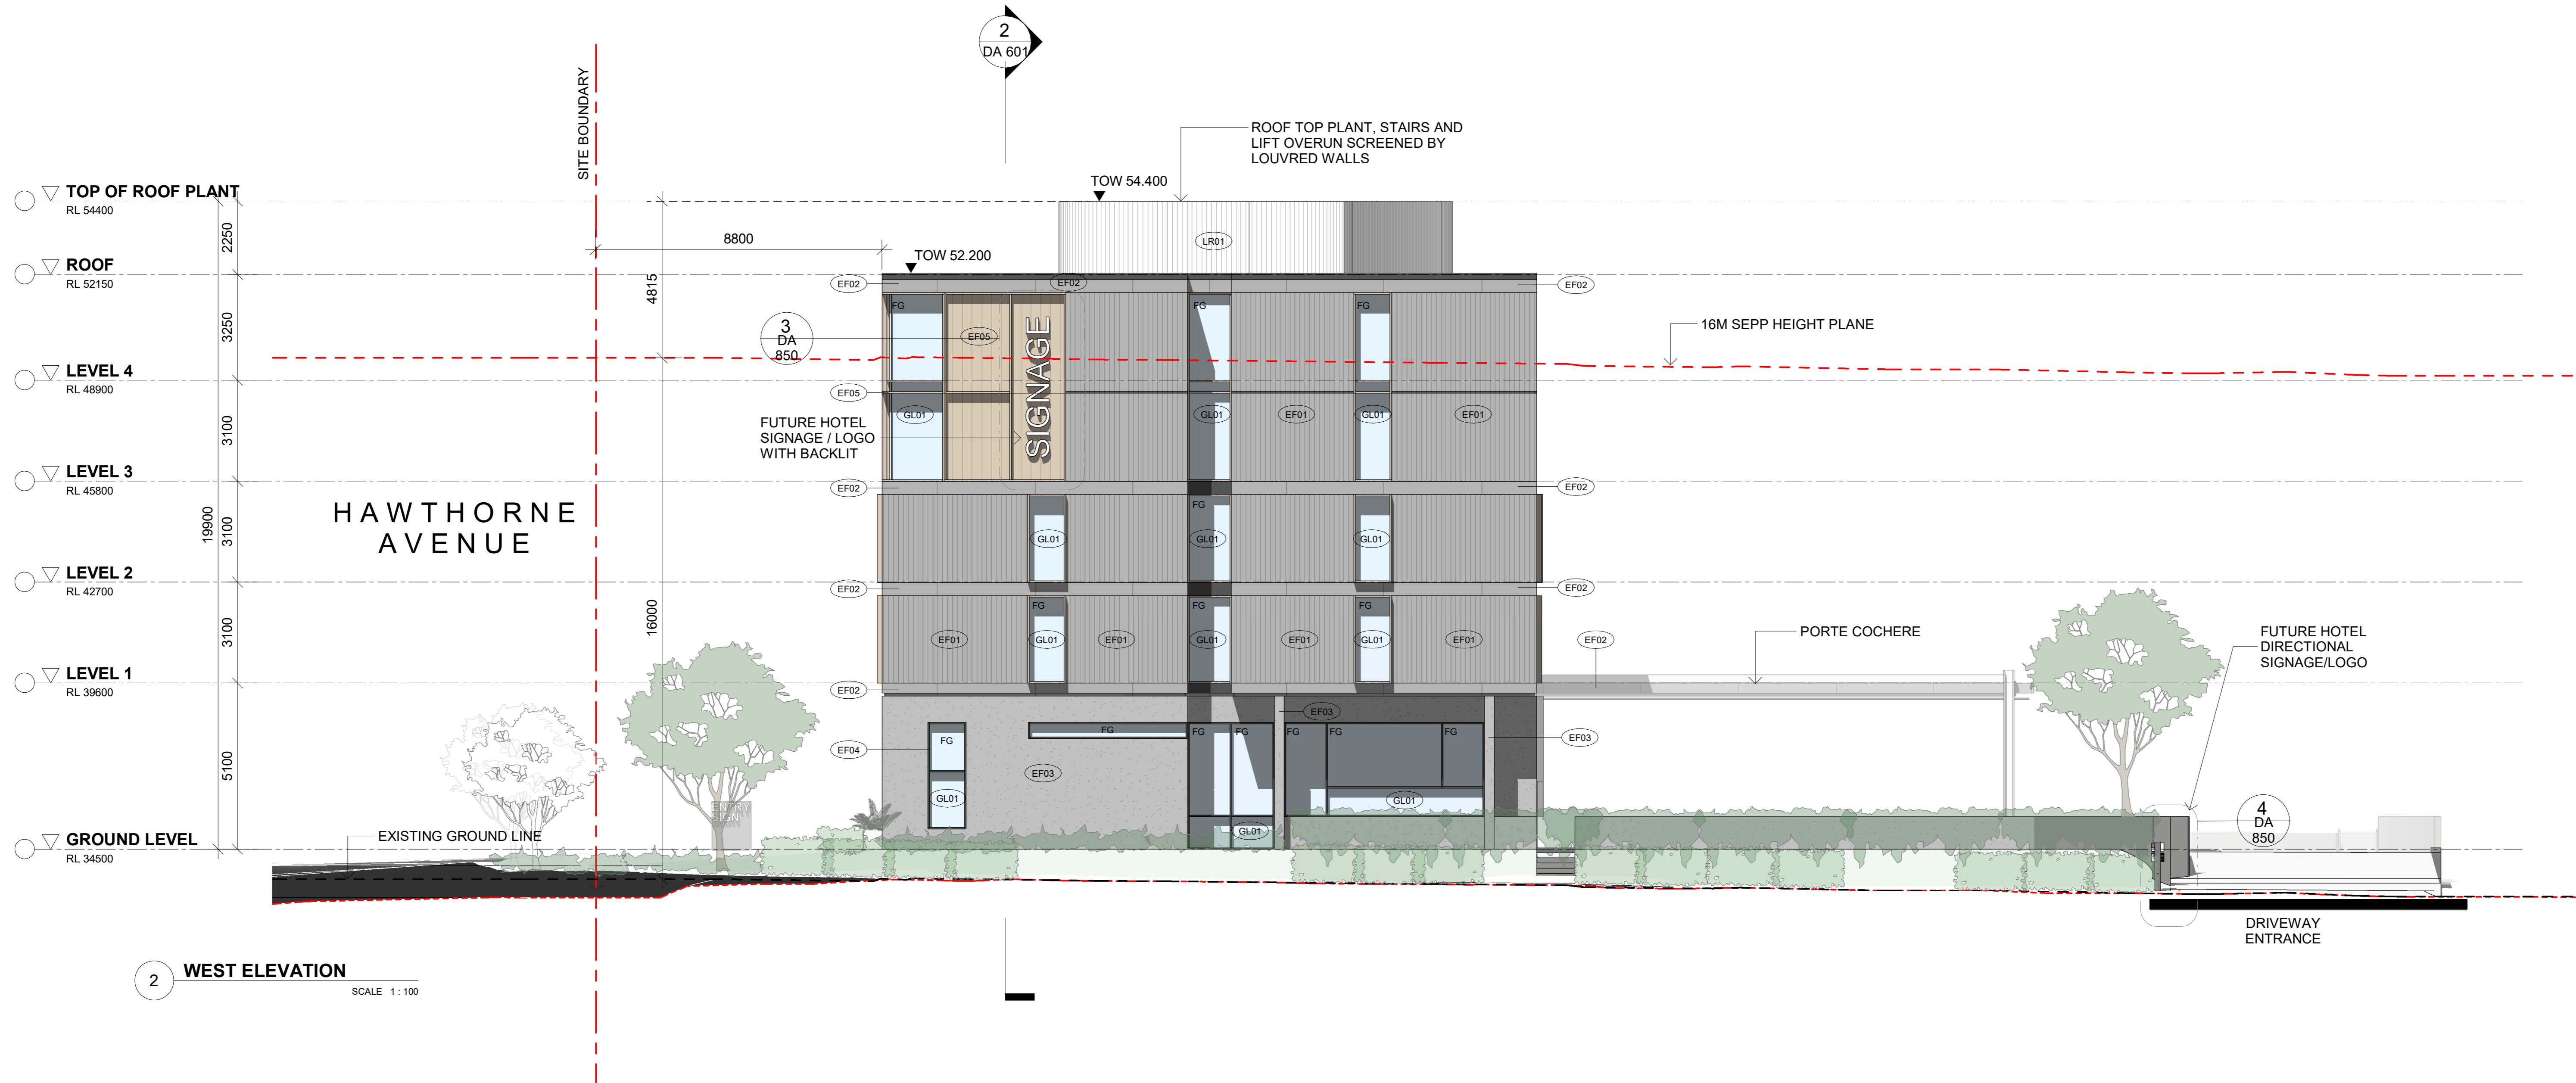 2
DA 601
SITE BOUNDARY
ROOF TOP PLANT, STAIRS AND
LIFT OVERUN SCREENED BY
LOUVRED WALLS
TOW 54.400
TOP OF ROOF PLANT
RL 54400
2250
8800
LR01
TOW 52.200
ROOF
RL 52150
4815
EF02
EF02
EF02
FG
FG
FG
3250
3
DA
850
EF05
SIGNAGE
16M SEPP HEIGHT PLANE
LEVEL 4
RL 48900
EF05
GL01
GL01
EF01
GL01
EF01
3100
FUTURE HOTEL
SIGNAGE / LOGO
WITH BACKLIT
LEVEL 3
RL 45800
EF02
EF02
HAWTHORNE
AVENUE
19900
3100
FG
GL01
GL01
GL01
LEVEL 2
RL 42700
EF02
EF02
16000
3100
FG
FG
FG
EF01
GL01
EF01
GL01
EF01
GL01
EF01
EF02
PORTE COCHERE
FUTURE HOTEL
DIRECTIONAL
SIGNAGE/LOGO
LEVEL 1
RL 39600
EF02
EF03
5100
EF04
FG
FG
FG
FG
FG
FG
FG
EF03
EF03
GL01
GL01
GL01
ENTRY
SIGN
4
DA
850
GROUND LEVEL
RL 34500
EXISTING GROUND LINE
DRIVEWAY
ENTRANCE
2
WEST ELEVATION
SCALE 1 : 100